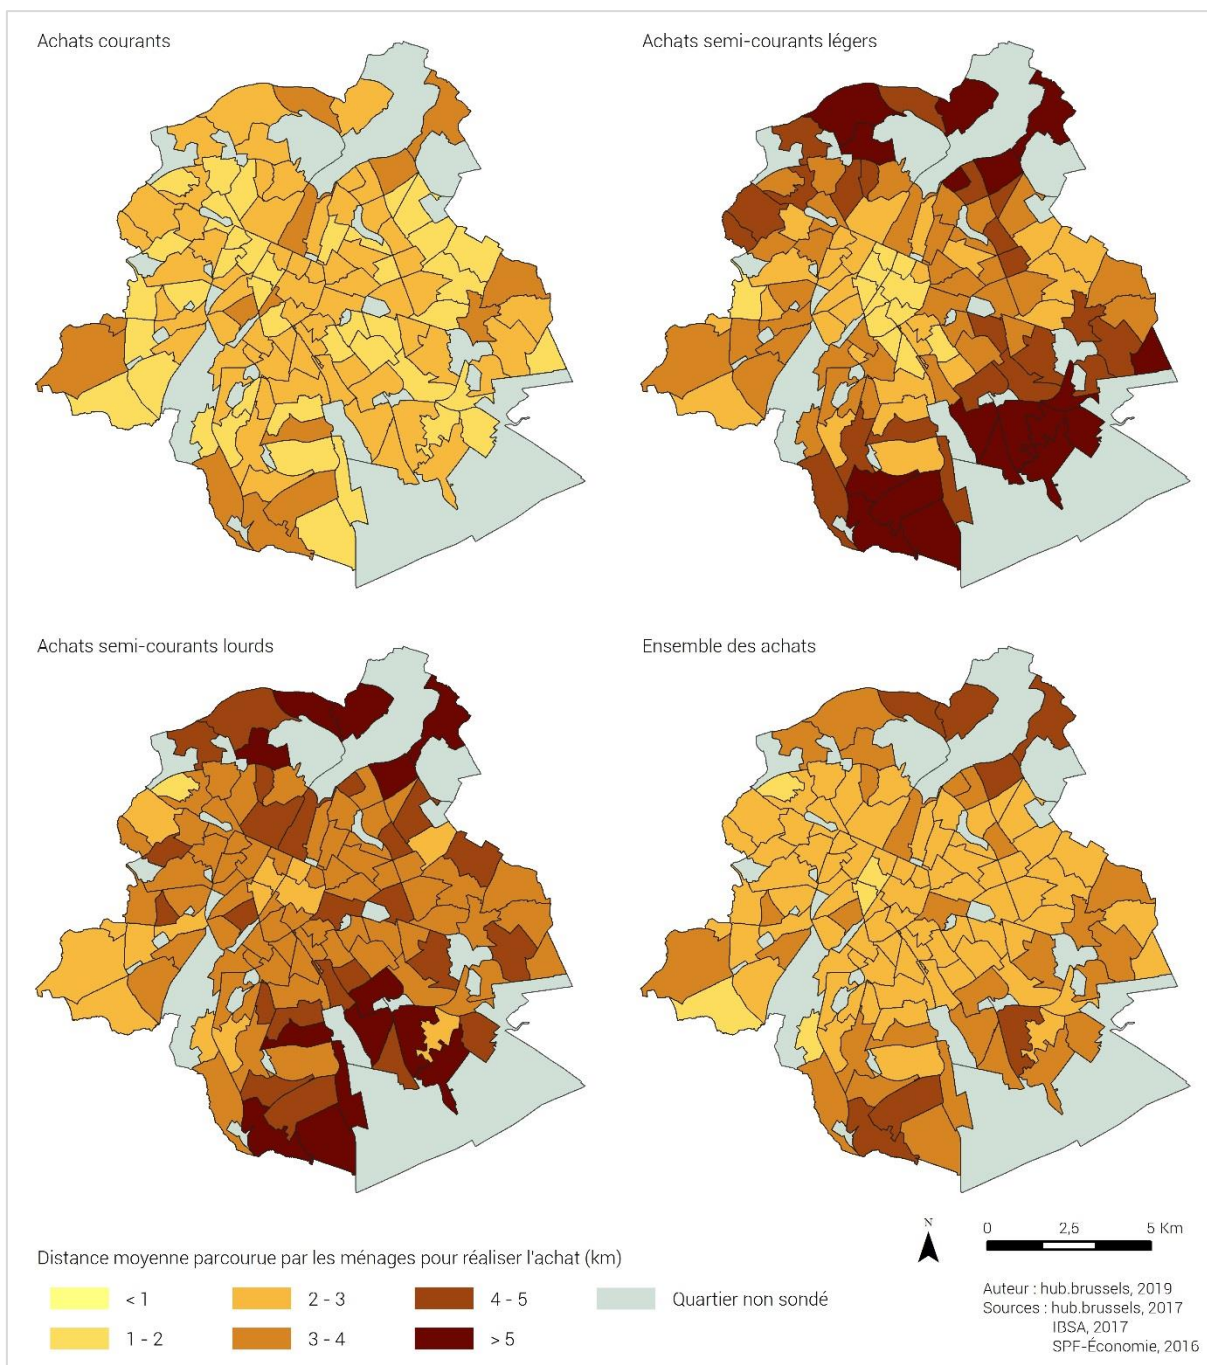 Achats courants
Achats semi-courants légers
Achats semi-courants lourds
Ensemble des achats
N
0 2,5 5 Km
Distance moyenne parcourue par les ménages pour réaliser l'achat (km)
< 1
2 - 3
4 - 5
Quartier non sondé
1 - 2
3 - 4
> 5
Auteur : hub.brussels, 2019
Sources : hub.brussels, 2017
IBSA, 2017
SPF-Économie, 2016